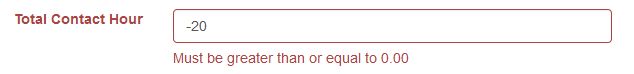 Total Contact Hour
-20
Must be greater than or equal to 0.00